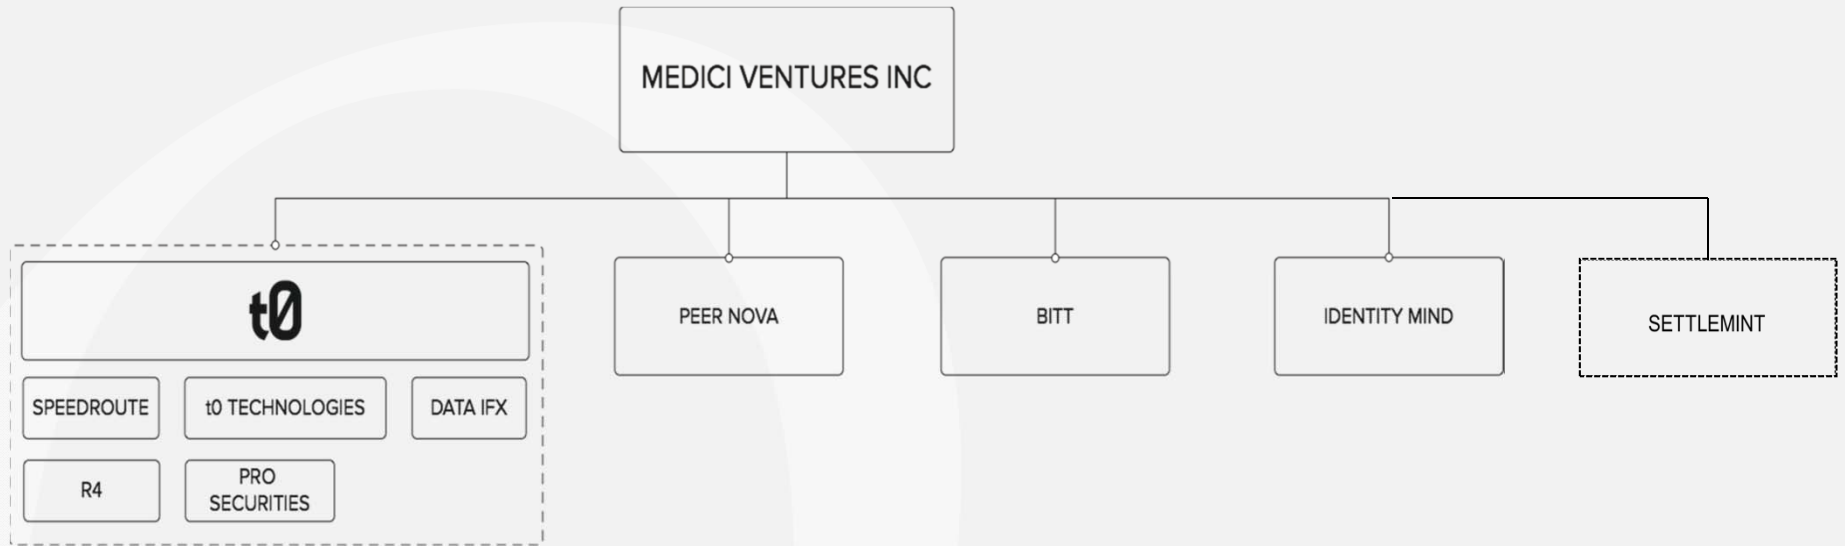 MEDICI VENTURES INC
t0
PEER NOVA
BITT
IDENTITY MIND
SETTLEMINT
SPEEDROUTE
t0 TECHNOLOGIES
DATA IFX
R4
PRO
SECURITIES